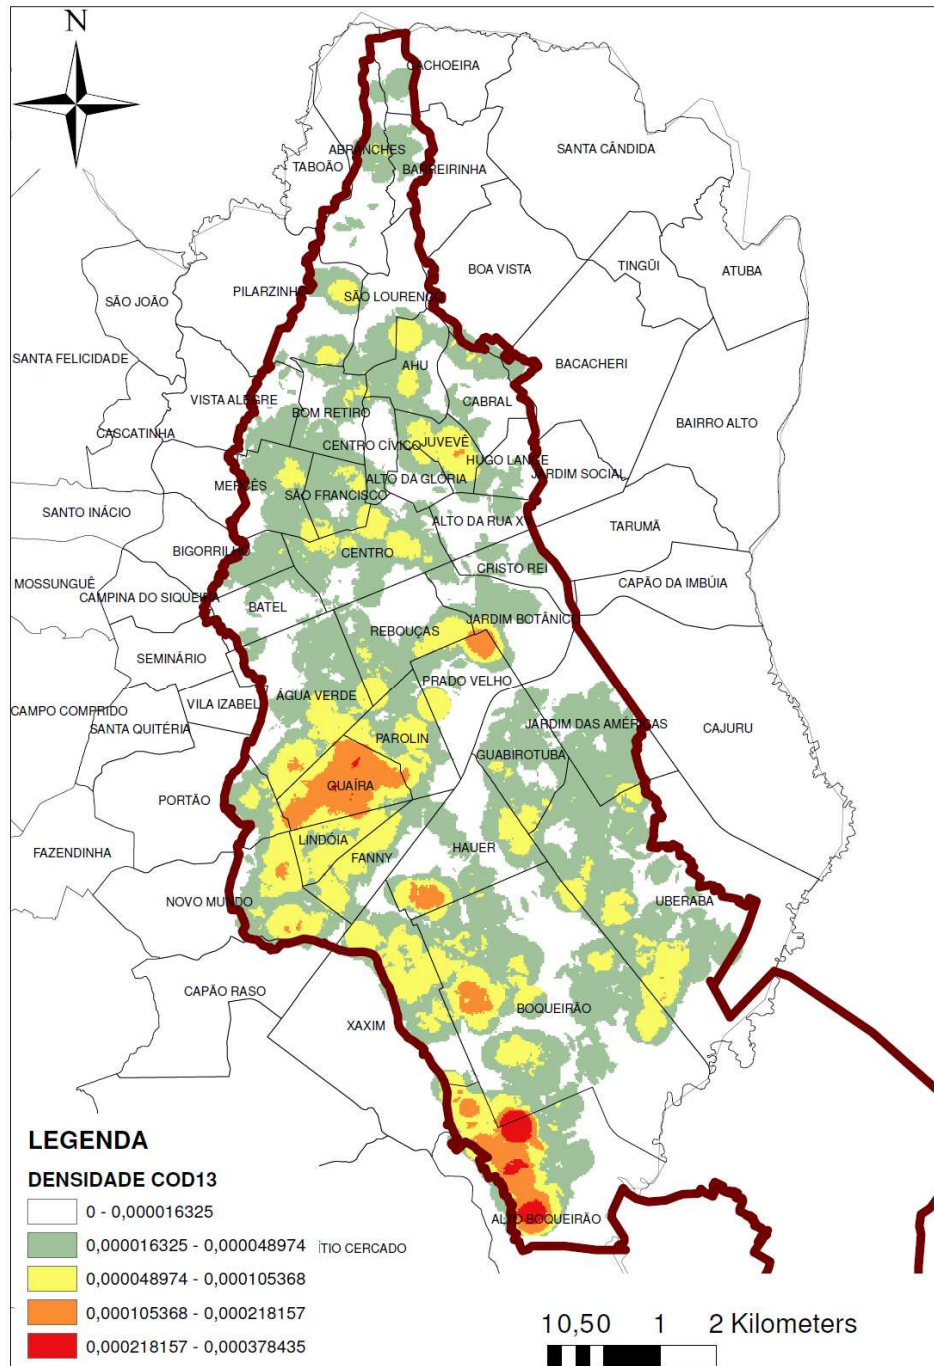 N
CACHOEIRA
ABRANCHES
SANTA CÂNDIDA
TABOÃO
BARREIRINHA
BOA VISTA
TINGÜI
ATUBA
PILARZINHO
SÃO LOURENÇO
SÃO JOÃO
SANTA FELICIDADE
AHU
BACACHERI
VISTA ALEGRE
BOM RETIRO
CABRAL
BAIRRO ALTO
CASCATINHA
CENTRO CÍVICO
JUVEVÊ
HUGO LANGE
JARDIM SOCIAL
MERCÊS
SÃO FRANCISCO
ALTO DA GLÓRIA
SANTO INÁCIO
ALTO DA RUA XV
TARUMÃ
BIGORRILHO
CENTRO
CRISTO REI
MOSSUNGUÊ
CAMPINA DO SIQUEIRA
CAPÃO DA IMBÚIA
BATEL
JARDIM BOTÂNICO
REBOUÇAS
SEMINÁRIO
PRADO VELHO
CAMPO COMPRIDO
VILA IZABEL
ÁGUA VERDE
SANTA QUITÉRIA
JARDIM DAS AMÉRICAS
CAJURU
PAROLIN
GUABIROTUBA
GUAÍRA
PORTÃO
LINDÓIA
HAUER
FAZENDINHA
FANNY
NOVO MUNDO
UBERABA
CAPÃO RASO
BOQUEIRÃO
XAXIM
ALTO BOQUEIRÃO
ÍTIO CERCADO
LEGENDA
DENSIDADE COD13
0 - 0,000016325
0,000016325 - 0,000048974
0,000048974 - 0,000105368
0,000105368 - 0,000218157
0,000218157 - 0,000378435
10,50 1 2 Kilometers